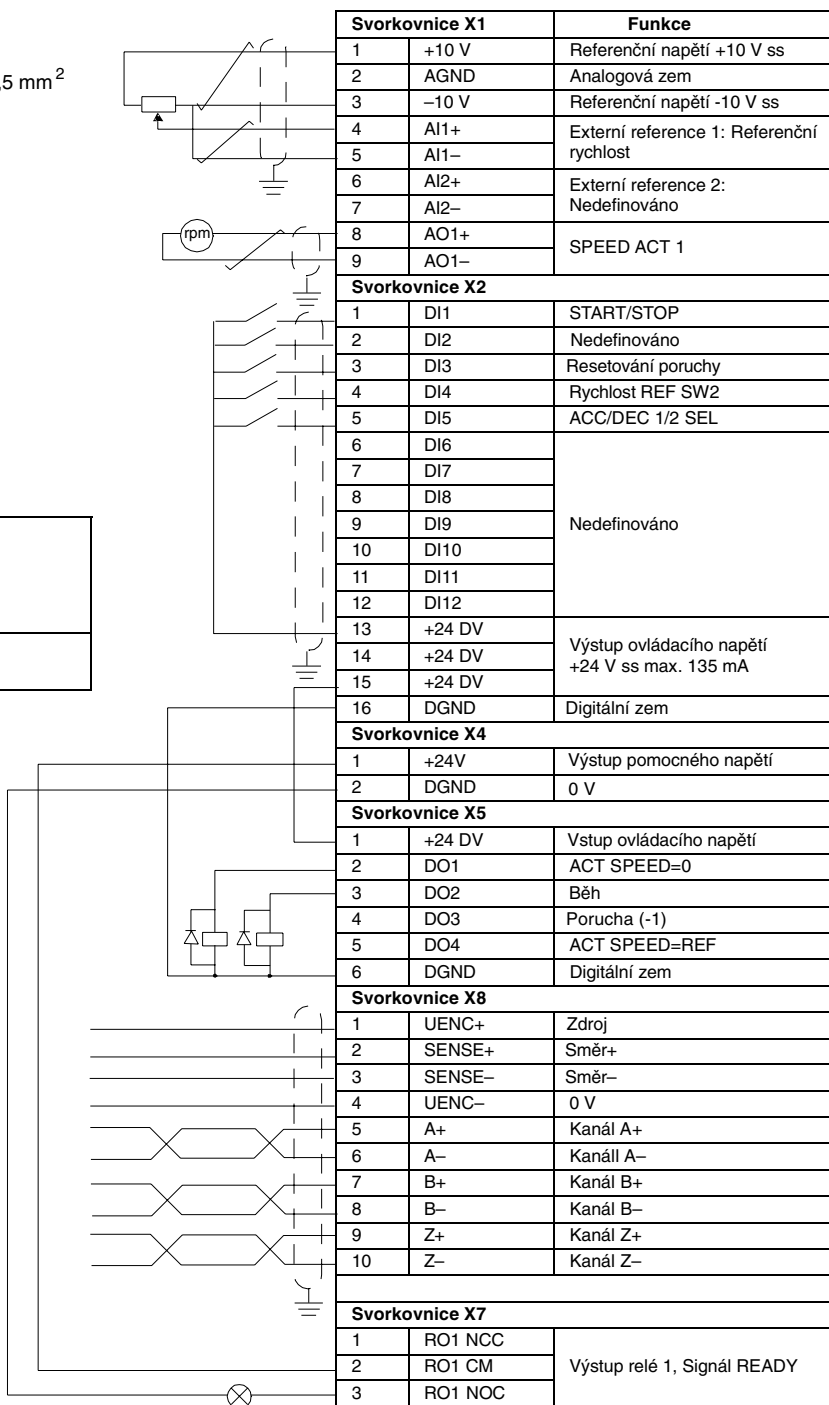 ,5 mm2
Svorkovnice X1 Funkce
1 +10 V Referenční napětí +10 V ss
2 AGND Analogová zem
3 –10 V Referenční napětí -10 V ss
4 AI1+ Externí reference 1: Referenční
5 AI1– rychlost
6 AI2+ Externí reference 2:
7 AI2– Nedefinováno
rpm
8 AO1+ SPEED ACT 1
9 AO1–
Svorkovnice X2
1 DI1 START/STOP
2 DI2 Nedefinováno
3 DI3 Resetování poruchy
4 DI4 Rychlost REF SW2
5 DI5 ACC/DEC 1/2 SEL
6 DI6
7 DI7
8 DI8
9 DI9 Nedefinováno
10 DI10
11 DI11
12 DI12
13 +24 DV Výstup ovládacího napětí
14 +24 DV +24 V ss max. 135 mA
15 +24 DV
16 DGND Digitální zem
Svorkovnice X4
1 +24V Výstup pomocného napětí
2 DGND 0 V
Svorkovnice X5
1 +24 DV Vstup ovládacího napětí
2 DO1 ACT SPEED=0
3 DO2 Běh
4 DO3 Porucha (-1)
5 DO4 ACT SPEED=REF
6 DGND Digitální zem
Svorkovnice X8
1 UENC+ Zdroj
2 SENSE+ Směr+
3 SENSE– Směr–
4 UENC– 0 V
5 A+ Kanál A+
6 A– Kanáll A–
7 B+ Kanál B+
8 B– Kanál B–
9 Z+ Kanál Z+
10 Z– Kanál Z–
Svorkovnice X7
1 RO1 NCC
2 RO1 CM Výstup relé 1, Signál READY
3 RO1 NOC